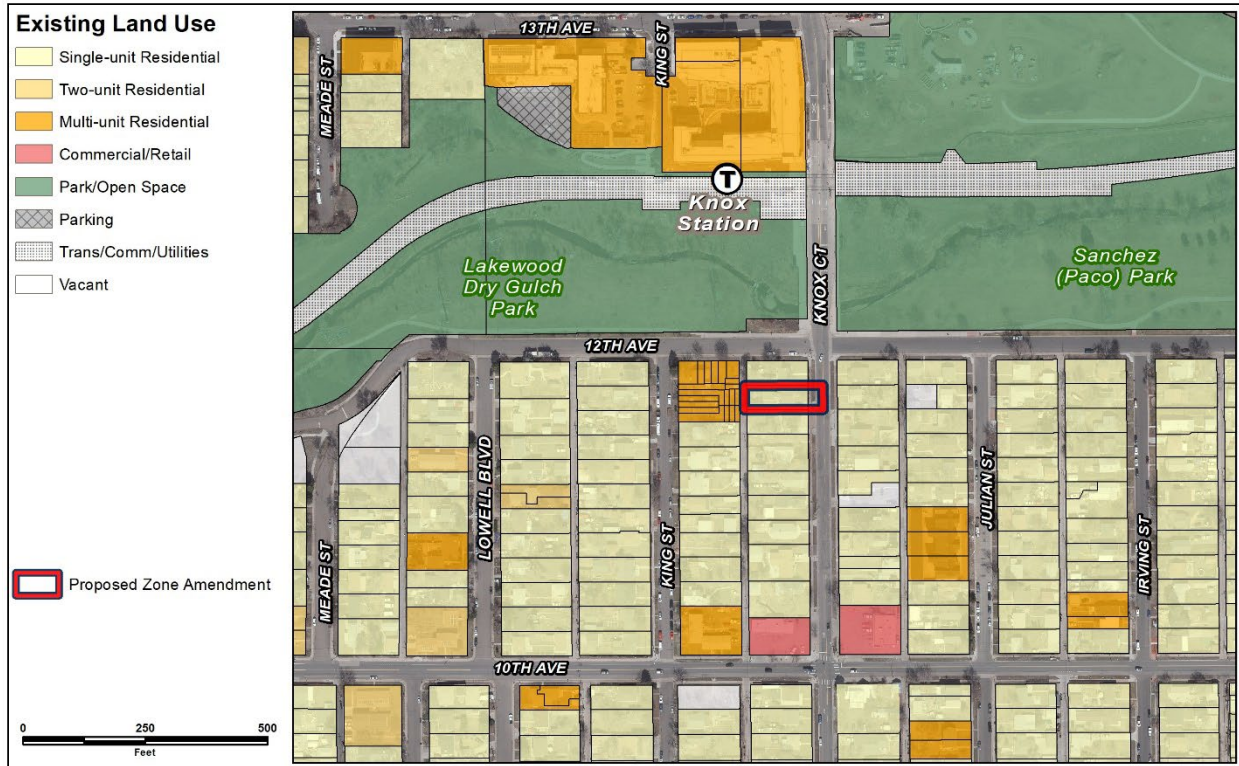 Existing Land Use
Single-unit Residential
Two-unit Residential
Multi-unit Residential
Commercial/Retail
Park/Open Space
Parking
Trans/Comm/Utilities
Vacant
Proposed Zone Amendment
0 250 500
Feet
13TH AVE
KING ST
MEADE ST
T
Knox
Station
KNOX CT
Lakewood
Dry Gulch
Park
Sanchez
(Paco) Park
12TH AVE
LOWELL BLVD
KING ST
JULIAN ST
IRVING ST
MEADE ST
10TH AVE